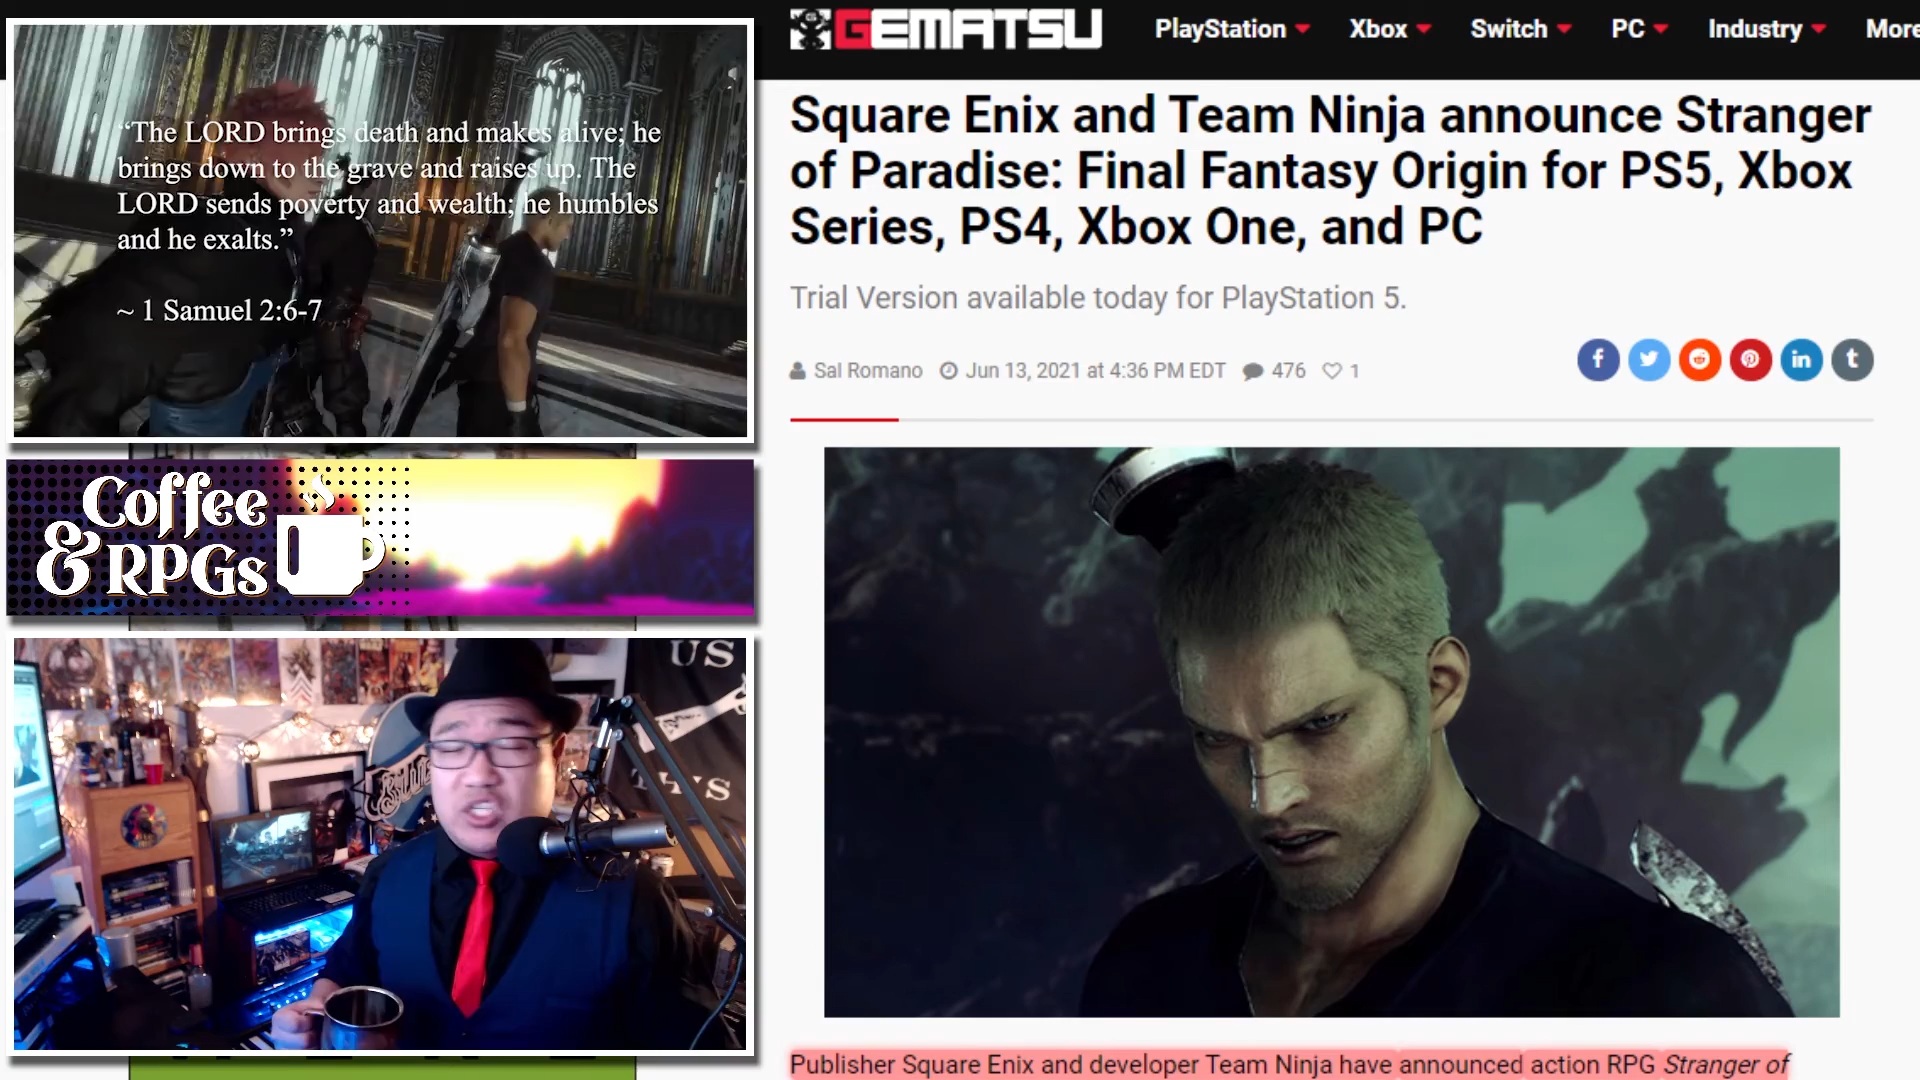 “The LORD brings death and makes alive; he
brings down to the grave and raises up. The
LORD sends poverty and wealth; he humbles
and he exalts.”
~ 1 Samuel 2:6-7
Coffee
& RPGs
US
GEMATSU
PlayStation
Xbox
Switch
PC
Industry
More
Square Enix and Team Ninja announce Stranger
of Paradise: Final Fantasy Origin for PS5, Xbox
Series, PS4, Xbox One, and PC
Trial Version available today for PlayStation 5.
Sal Romano
Jun 13, 2021 at 4:36 PM EDT
476
1
f
in
t
Publisher Square Enix and developer Team Ninja have announced action RPG Stranger of